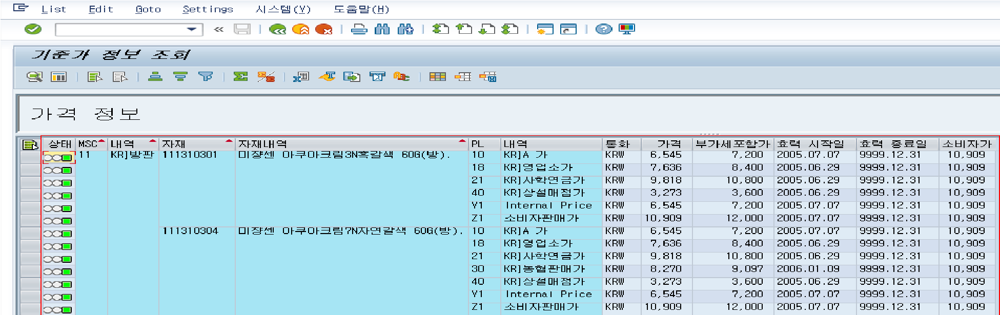 List Edit Goto Settings 시스템(Y) 도움말(H)
기준가 정보 조회
가격 정보
상태 MSC 내역 자재 자재내역 PL 내역 통화 가격 부가세포함가 효력 시작일 효력 종료일 소비자가
11 KR]방판 111310301 미쟝센 아쿠아크림3N흑갈색 60G(방). 10 KR]A 가 KRW 6,545 7,200 2005.07.07 9999.12.31 10,909
18 KR]영업소가 KRW 7,636 8,400 2005.06.29 9999.12.31 10,909
21 KR]사학연금가 KRW 9,818 10,800 2005.06.29 9999.12.31 10,909
40 KR]상설매점가 KRW 3,273 3,600 2005.06.29 9999.12.31 10,909
Y1 Internal Price KRW 6,545 7,200 2005.07.07 9999.12.31 10,909
Z1 소비자판매가 KRW 10,909 12,000 2005.07.07 9999.12.31 10,909
111310304 미쟝센 아쿠아크림7N자연갈색 60G(방). 10 KR]A 가 KRW 6,545 7,200 2005.07.07 9999.12.31 10,909
18 KR]영업소가 KRW 7,636 8,400 2005.06.29 9999.12.31 10,909
21 KR]사학연금가 KRW 9,818 10,800 2005.06.29 9999.12.31 10,909
30 KR]농협판매가 KRW 8,270 9,097 2006.01.09 9999.12.31 10,909
40 KR]상설매점가 KRW 3,273 3,600 2005.06.29 9999.12.31 10,909
Y1 Internal Price KRW 6,545 7,200 2005.07.07 9999.12.31 10,909
Z1 소비자판매가 KRW 10,909 12,000 2005.07.07 9999.12.31 10,909